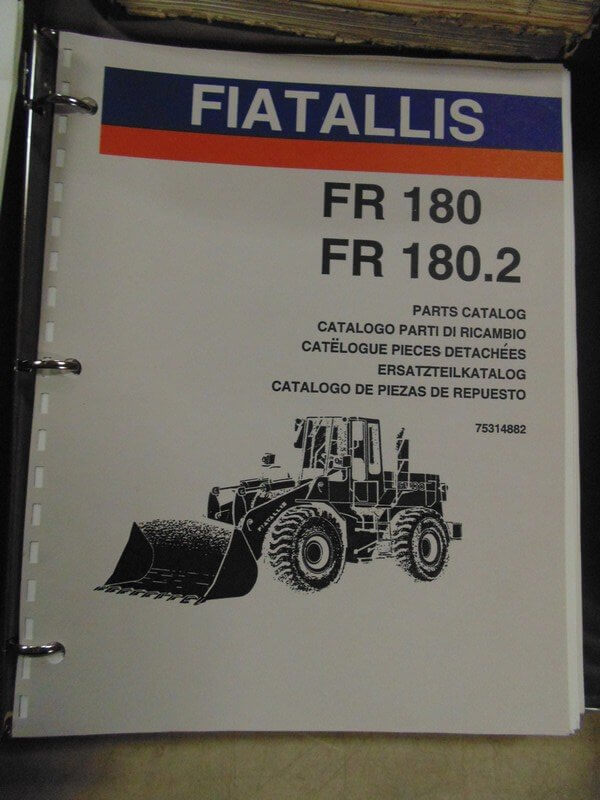 FIATALLIS
FR 180
FR 180.2
PARTS CATALOG
CATALOGO PARTI DI RICAMBIO
CATËLOGUE PIECES DETACHÉES
ERSATZTEILKATALOG
CATALOGO DE PIEZAS DE REPUESTO
75314882
FIATALLIS